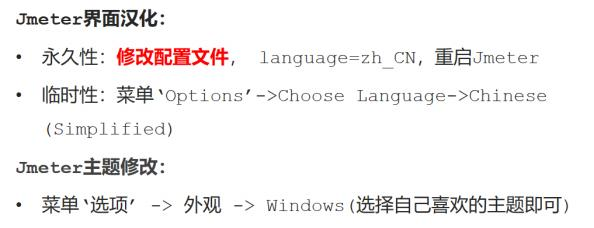 Jmeter界面汉化：
• 永久性：修改配置文件， language=zh_CN，重启Jmeter
• 临时性：菜单‘Options’->Choose Language->Chinese
(Simplified)
Jmeter主题修改：
• 菜单‘选项’ -> 外观 -> Windows(选择自己喜欢的主题即可)